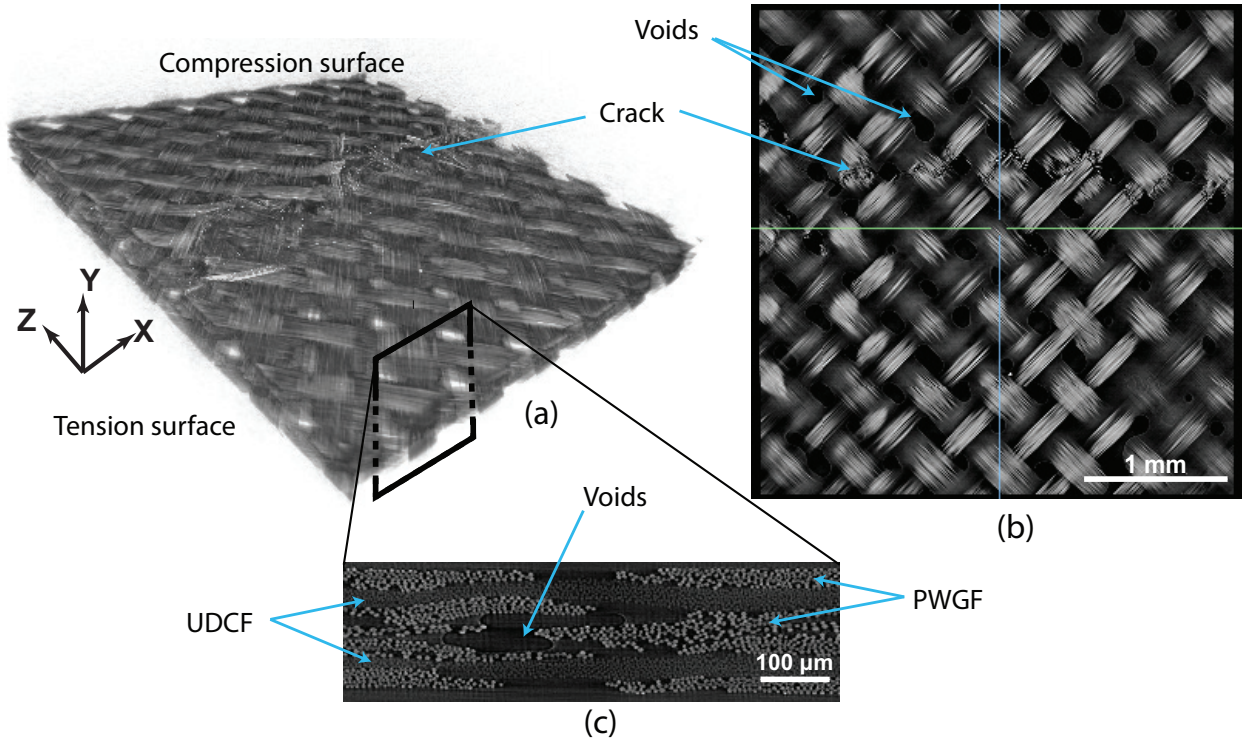 Compression surface
Voids
Crack
Y
Z
X
Tension surface
(a)
1 mm
(b)
Voids
UDCF
PWGF
100 µm
(c)